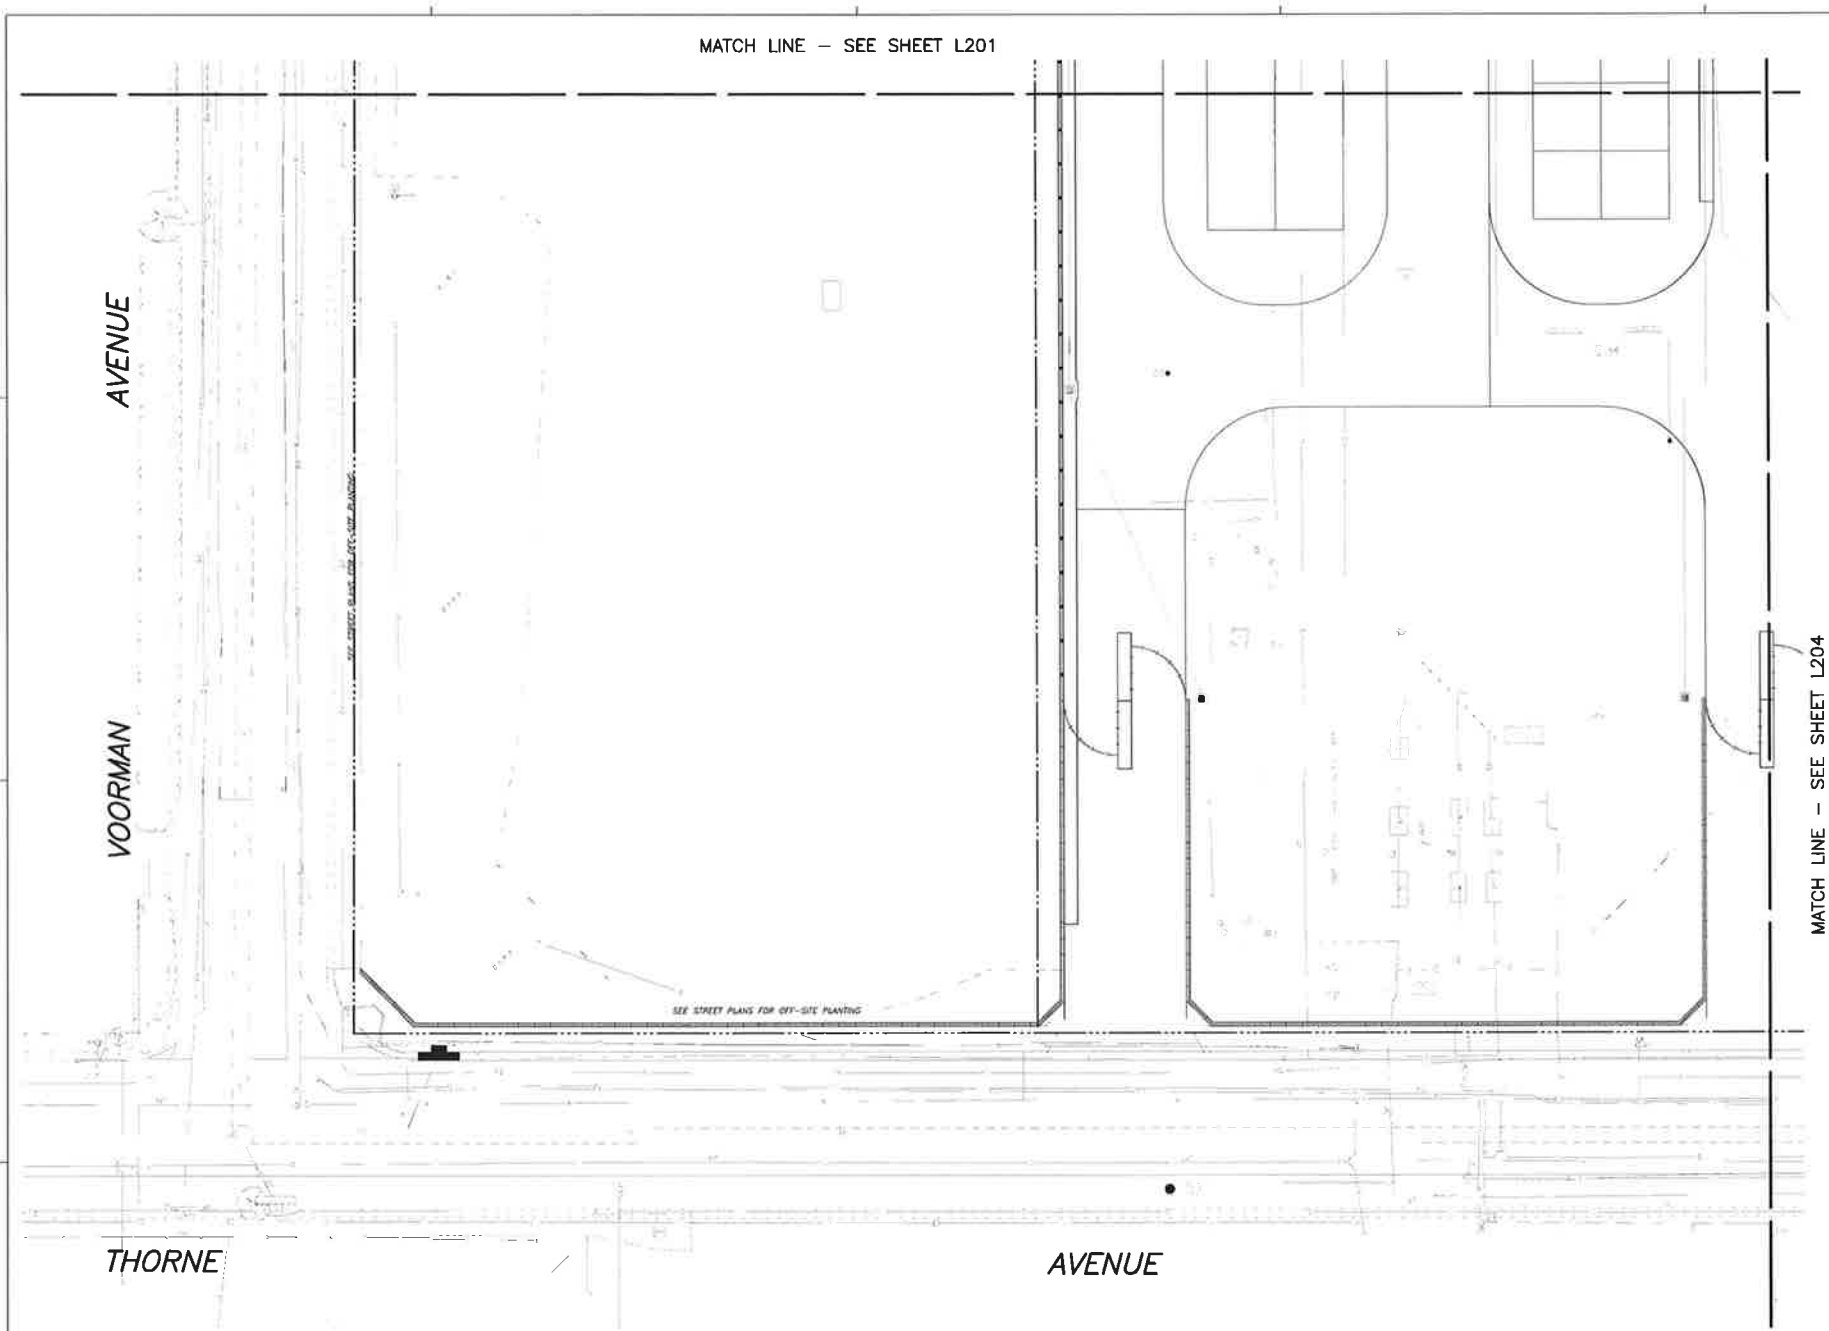 MATCH LINE – SEE SHEET L201
AVENUE
VOORMAN
SEE STREET PLANS FOR OFF-SITE PLANTING
SEE STREET PLANS FOR OFF-SITE PLANTING
MATCH LINE – SEE SHEET L204
THORNE
AVENUE